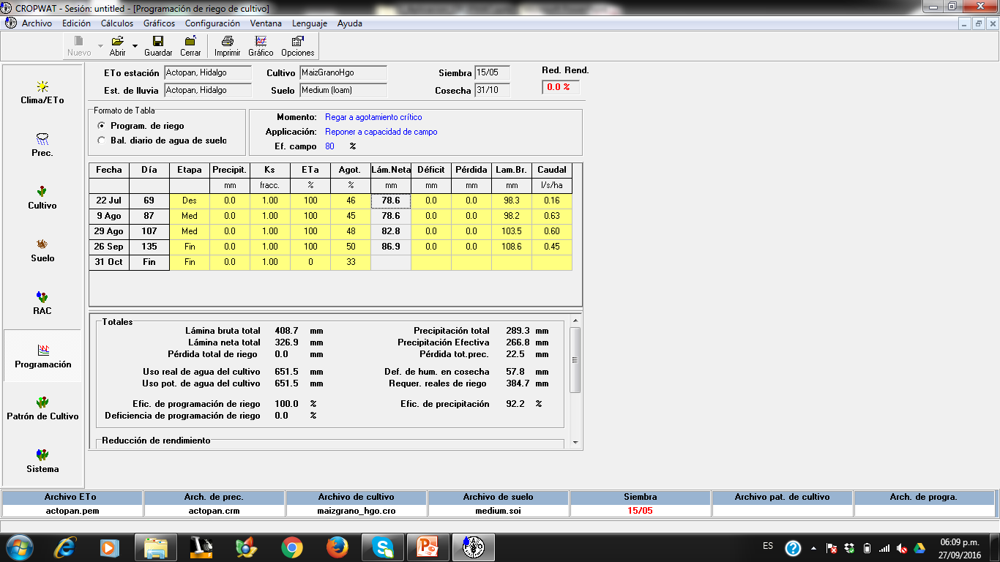 CROPWAT - Sesión: untitled - [Programación de riego de cultivo]
Archivo Edición Cálculos Gráficos Configuración Ventana Lenguaje Ayuda
Nuevo Abrir Guardar Cerrar Imprimir Gráfico Opciones
ETo estación Actopan, Hidalgo Cultivo MaizGranoHgo Siembra 15/05 Red. Rend.
Est. de lluvia Actopan, Hidalgo Suelo Medium (loam) Cosecha 31/10 0.0 %
Clima/ETo
Prec.
Cultivo
Suelo
RAC
Programación
Patrón de Cultivo
Sistema
Formato de Tabla
Program. de riego
Bal. diario de agua de suelo
Momento: Regar a agotamiento crítico
Applicación: Reponer a capacidad de campo
Ef. campo 80 %
Fecha Día Etapa Precipit. Ks ETa Agot. Lám.Neta Déficit Pérdida Lam.Br. Caudal
mm fracc. % % mm mm mm mm l/s/ha
22 Jul 69 Des 0.0 1.00 100 46 78.6 0.0 0.0 98.3 0.16
9 Ago 87 Med 0.0 1.00 100 45 78.6 0.0 0.0 98.2 0.63
29 Ago 107 Med 0.0 1.00 100 48 82.8 0.0 0.0 103.5 0.60
26 Sep 135 Fin 0.0 1.00 100 50 86.9 0.0 0.0 108.6 0.45
31 Oct Fin Fin 0.0 1.00 0 33
Totales
Lámina bruta total 408.7 mm Precipitación total 289.3 mm
Lámina neta total 326.9 mm Precipitación Efectiva 266.8 mm
Pérdida total de riego 0.0 mm Pérdida tot.prec. 22.5 mm
Uso real de agua del cultivo 651.5 mm Def. de hum. en cosecha 57.8 mm
Uso pot. de agua del cultivo 651.5 mm Requer. reales de riego 384.7 mm
Efic. de programación de riego 100.0 % Efic. de precipitación 92.2 %
Deficiencia de programación de riego 0.0 %
Reducción de rendimiento
Archivo ETo Arch. de prec. Archivo de cultivo Archivo de suelo Siembra Archivo pat. de cultivo Arch. de progra.
actopan.pem actopan.crm maizgrano_hgo.cro medium.soi 15/05
ES 06:09 p.m.
27/09/2016